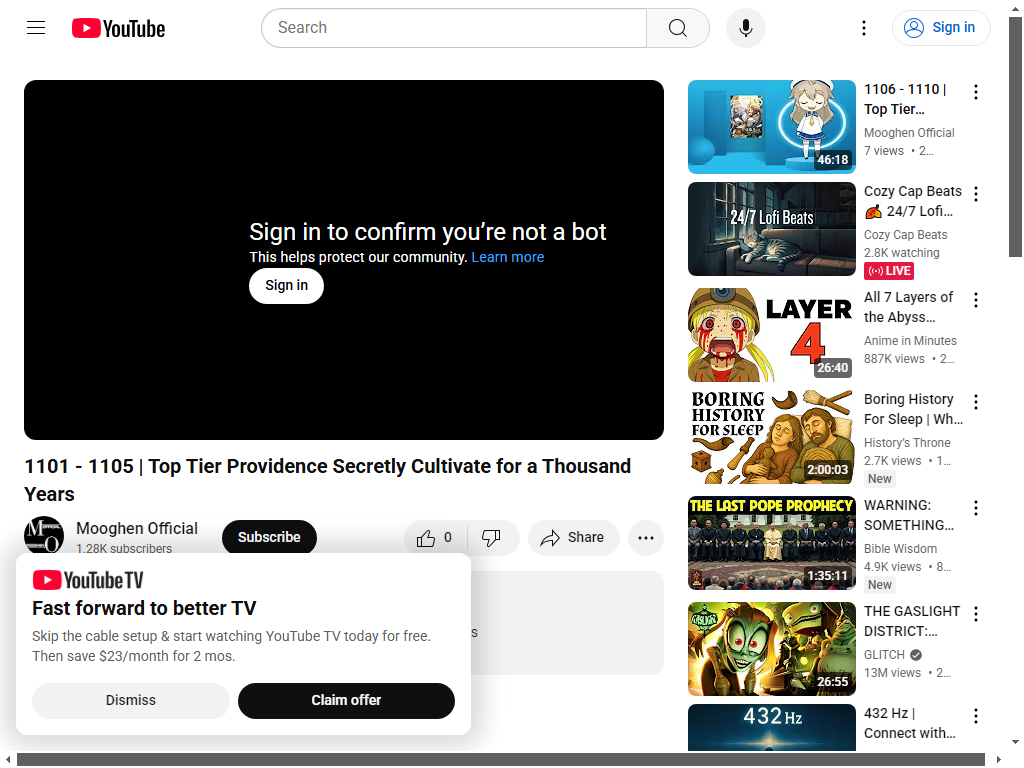 YouTube
Search
Sign in
Sign in to confirm you’re not a bot
This helps protect our community. Learn more
Sign in
1101 - 1105 | Top Tier Providence Secretly Cultivate for a Thousand
Years
Mooghen Official
1.28K subscribers
Subscribe
0
Share
s
YouTube TV
Fast forward to better TV
Skip the cable setup & start watching YouTube TV today for free.
Then save $23/month for 2 mos.
Dismiss
Claim offer
46:18
1106 - 1110 |
Top Tier…
Mooghen Official
7 views • 2…
24/7 Lofi Beats
Cozy Cap Beats
🍂 24/7 Lofi…
Cozy Cap Beats
2.8K watching
LIVE
LAYER
4
26:40
All 7 Layers of
the Abyss…
Anime in Minutes
887K views • 2…
BORING
HISTORY
FOR SLEEP
2:00:03
Boring History
For Sleep | Wh…
History's Throne
2.7K views • 1…
New
THE LAST POPE PROPHECY
1:35:11
WARNING:
SOMETHING…
Bible Wisdom
4.9K views • 8…
New
GASLIGHT
26:55
THE GASLIGHT
DISTRICT:…
GLITCH
13M views • 2…
432 Hz
432 Hz |
Connect with…